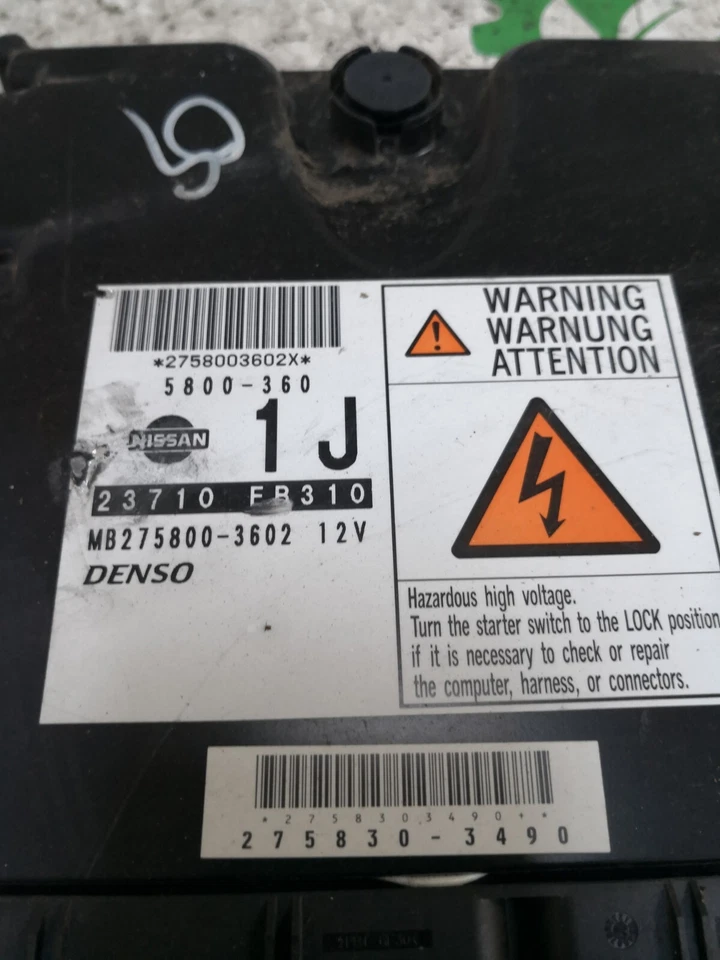 *2758003602X*
5800-360
NISSAN
1J
23710 EB310
MB275800-3602 12V
DENSO
WARNING
WARNUNG
ATTENTION
Hazardous high voltage.
Turn the starter switch to the LOCK position
if it is necessary to check or repair
the computer, harness, or connectors.
*2758303490+*
275830-3490